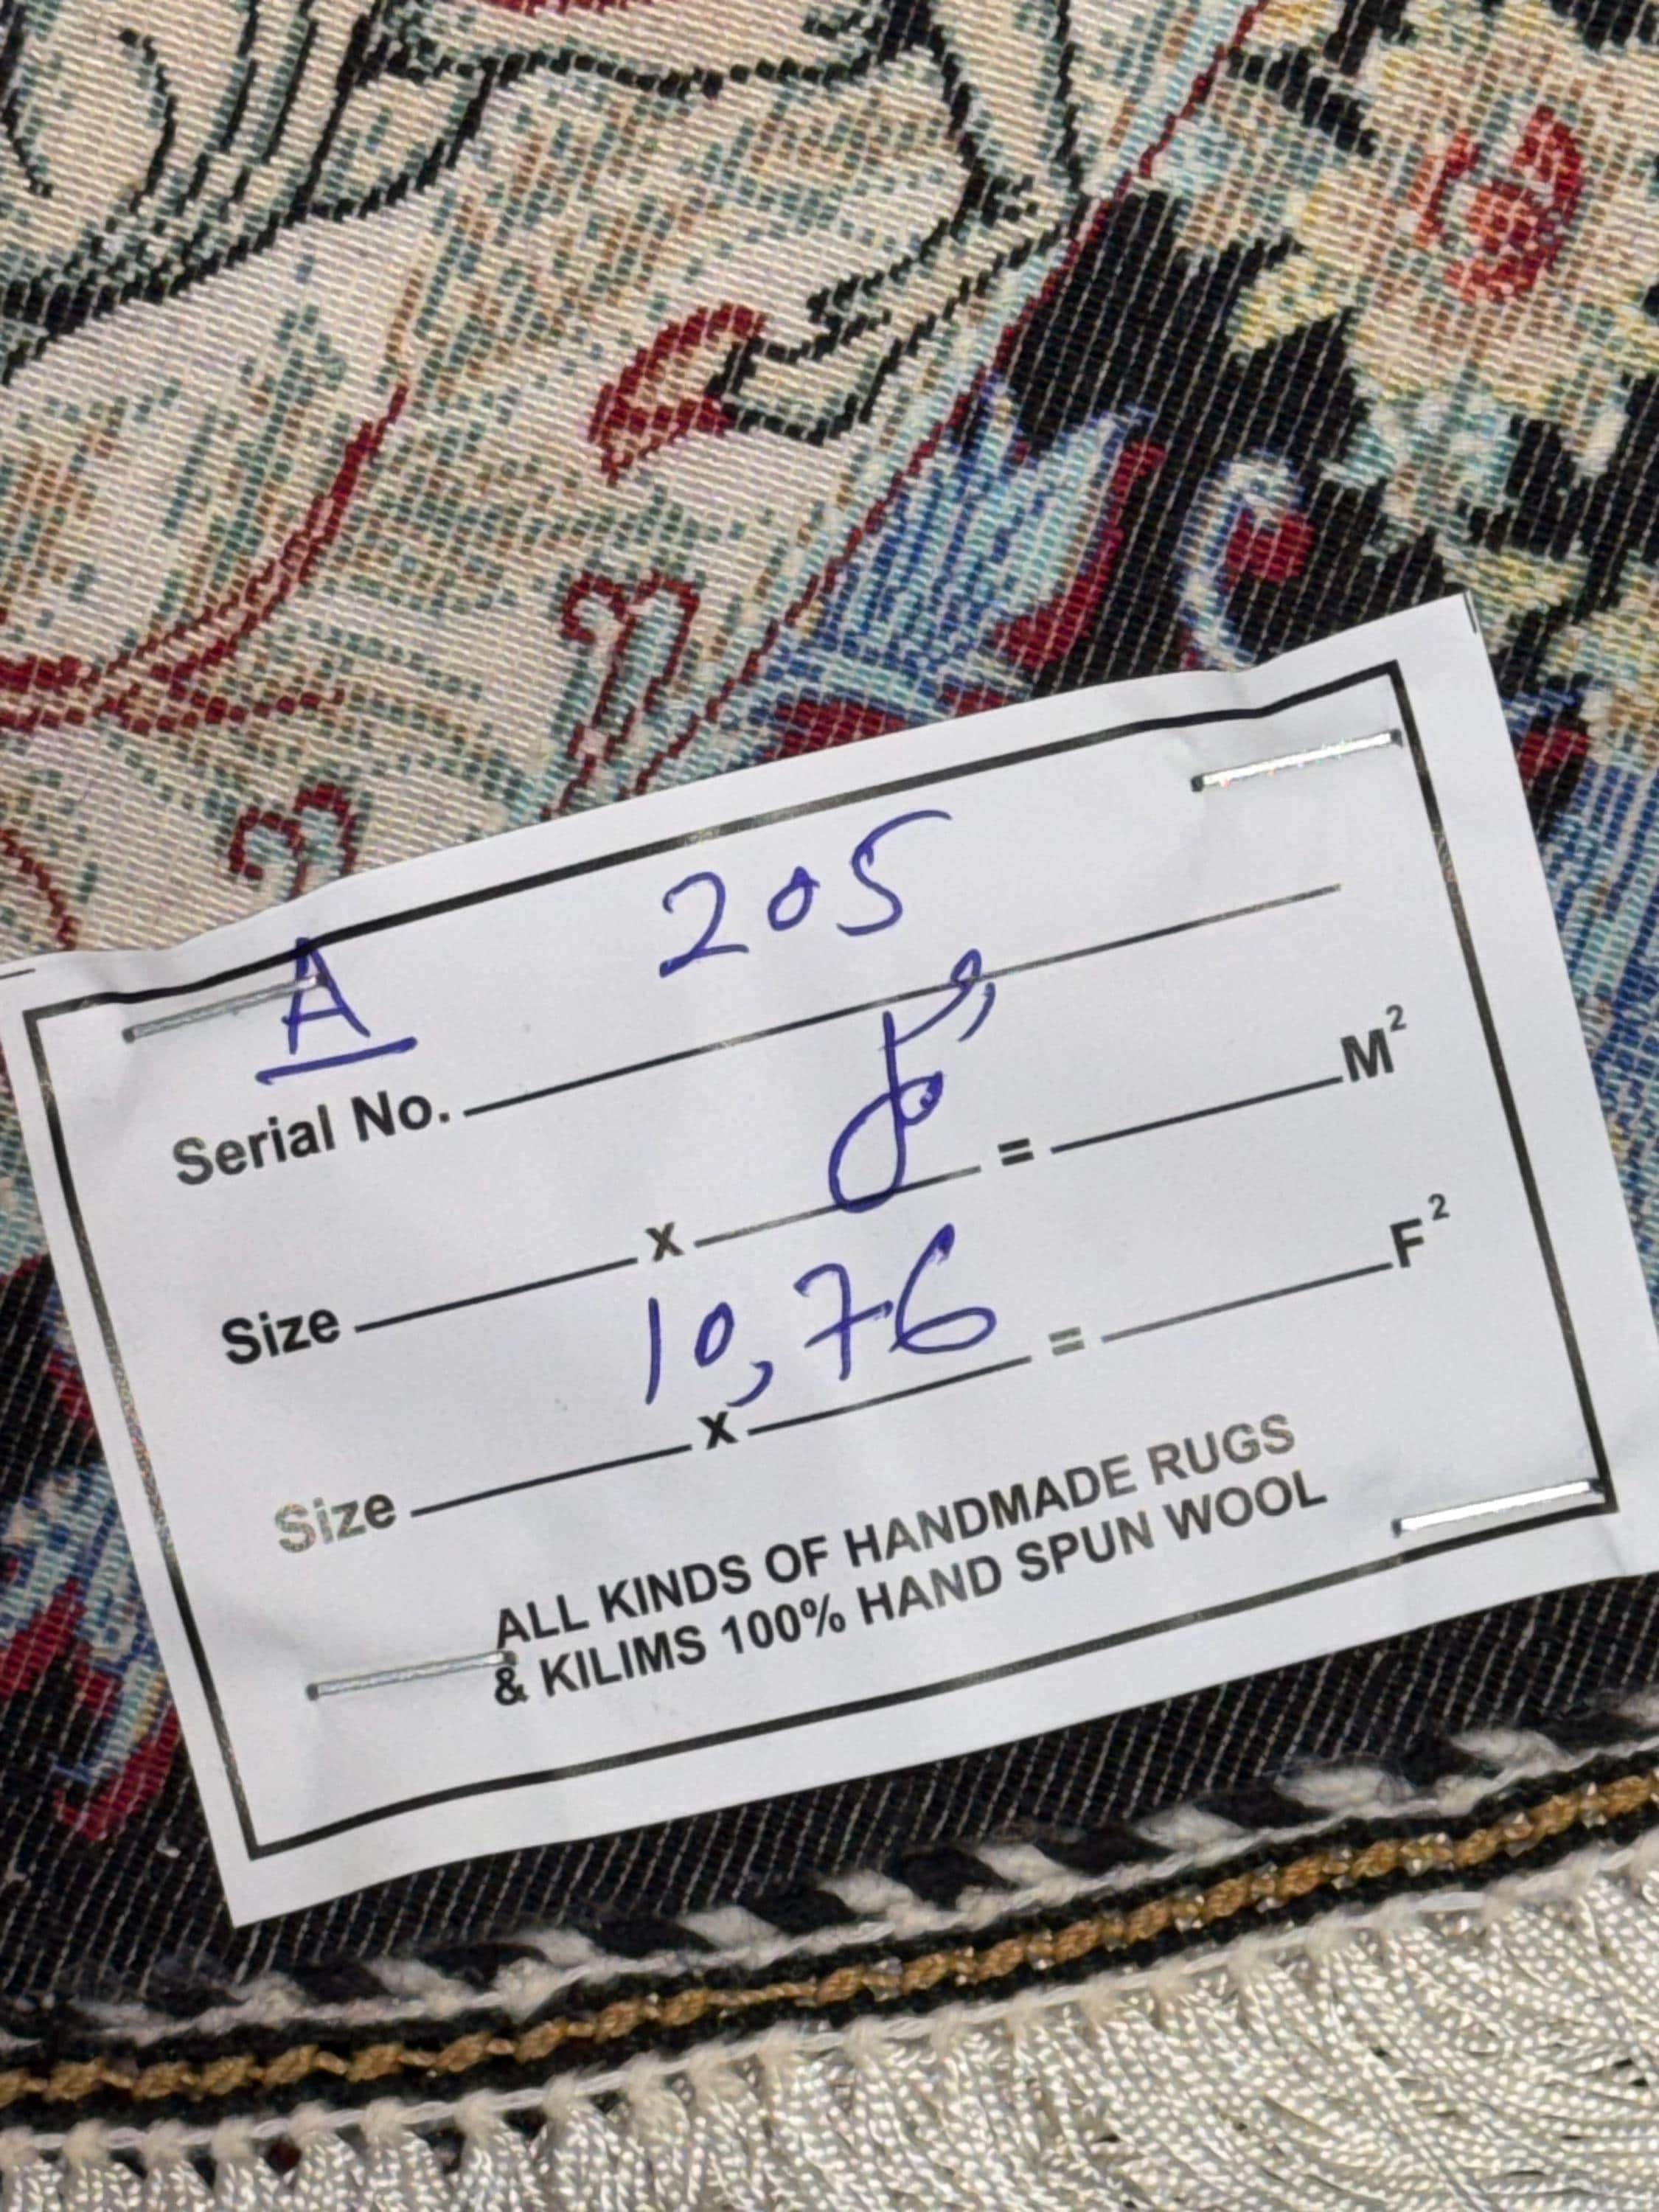 A 205
Serial No.
Size x = M²
10,76
Size x = F²
ALL KINDS OF HANDMADE RUGS
& KILIMS 100% HAND SPUN WOOL